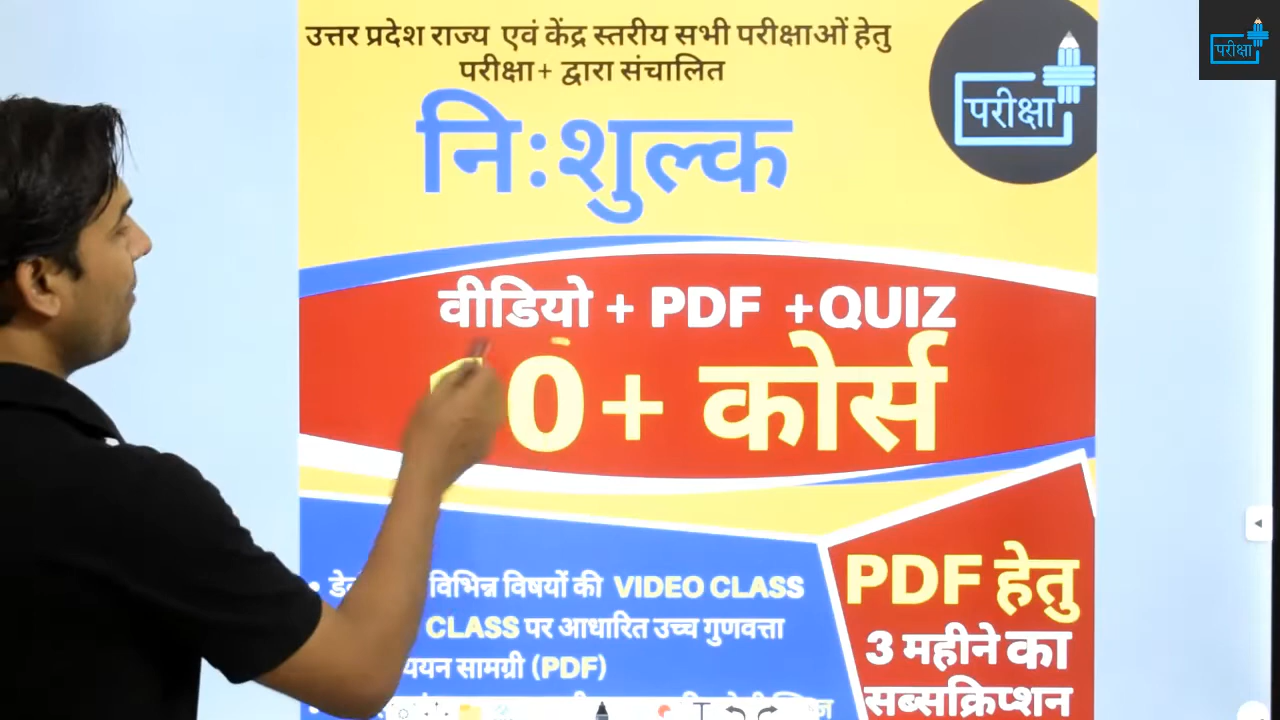 उत्तर प्रदेश राज्य एवं केंद्र स्तरीय सभी परीक्षाओं हेतु
परीक्षा+ द्वारा संचालित
परीक्षा
परीक्षा
निःशुल्क
वीडियो + PDF +QUIZ
0+ कोर्स
विभिन्न विषयों की VIDEO CLASS
CLASS पर आधारित उच्च गुणवत्ता
सामग्री (PDF)
PDF हेतु
3 महीने का
सब्सक्रिप्शन